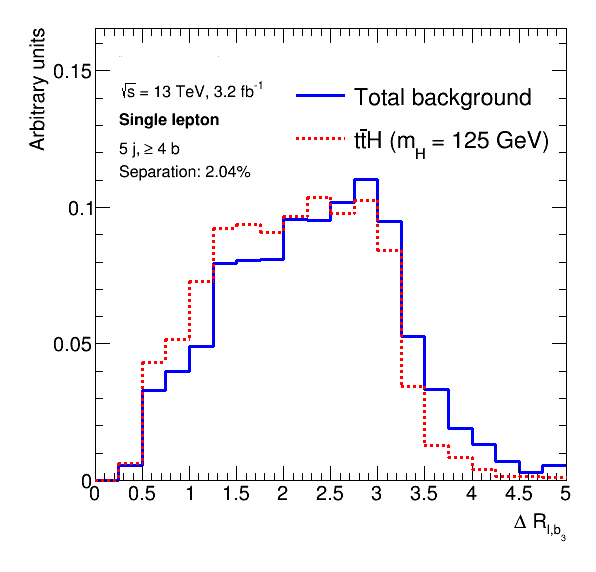 Arbitrary units
0.15
0.1
0.05
0
√s = 13 TeV, 3.2 fb⁻¹
Single lepton
5 j, ≥ 4 b
Separation: 2.04%
Total background
tt̄H (m_H = 125 GeV)
0 0.5 1 1.5 2 2.5 3 3.5 4 4.5 5
Δ R_l,b₃